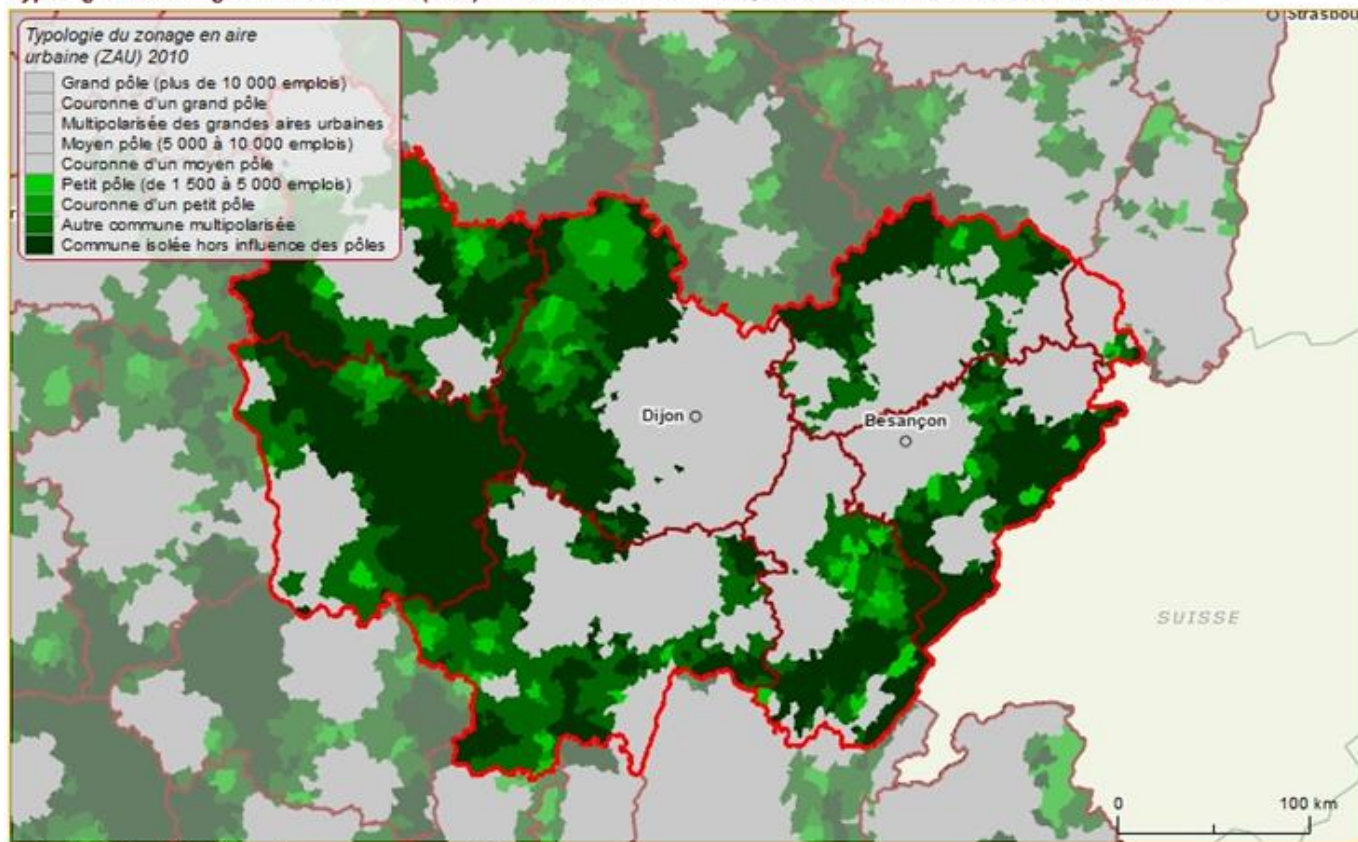 Strasbou
Typologie du zonage en aire
urbaine (ZAU) 2010
Grand pôle (plus de 10 000 emplois)
Couronne d'un grand pôle
Multipolarisée des grandes aires urbaines
Moyen pôle (5 000 à 10 000 emplois)
Couronne d'un moyen pôle
Petit pôle (de 1 500 à 5 000 emplois)
Couronne d'un petit pôle
Autre commune multipolarisée
Commune isolée hors influence des pôles
Dijon
Besançon
SUISSE
0 100 km